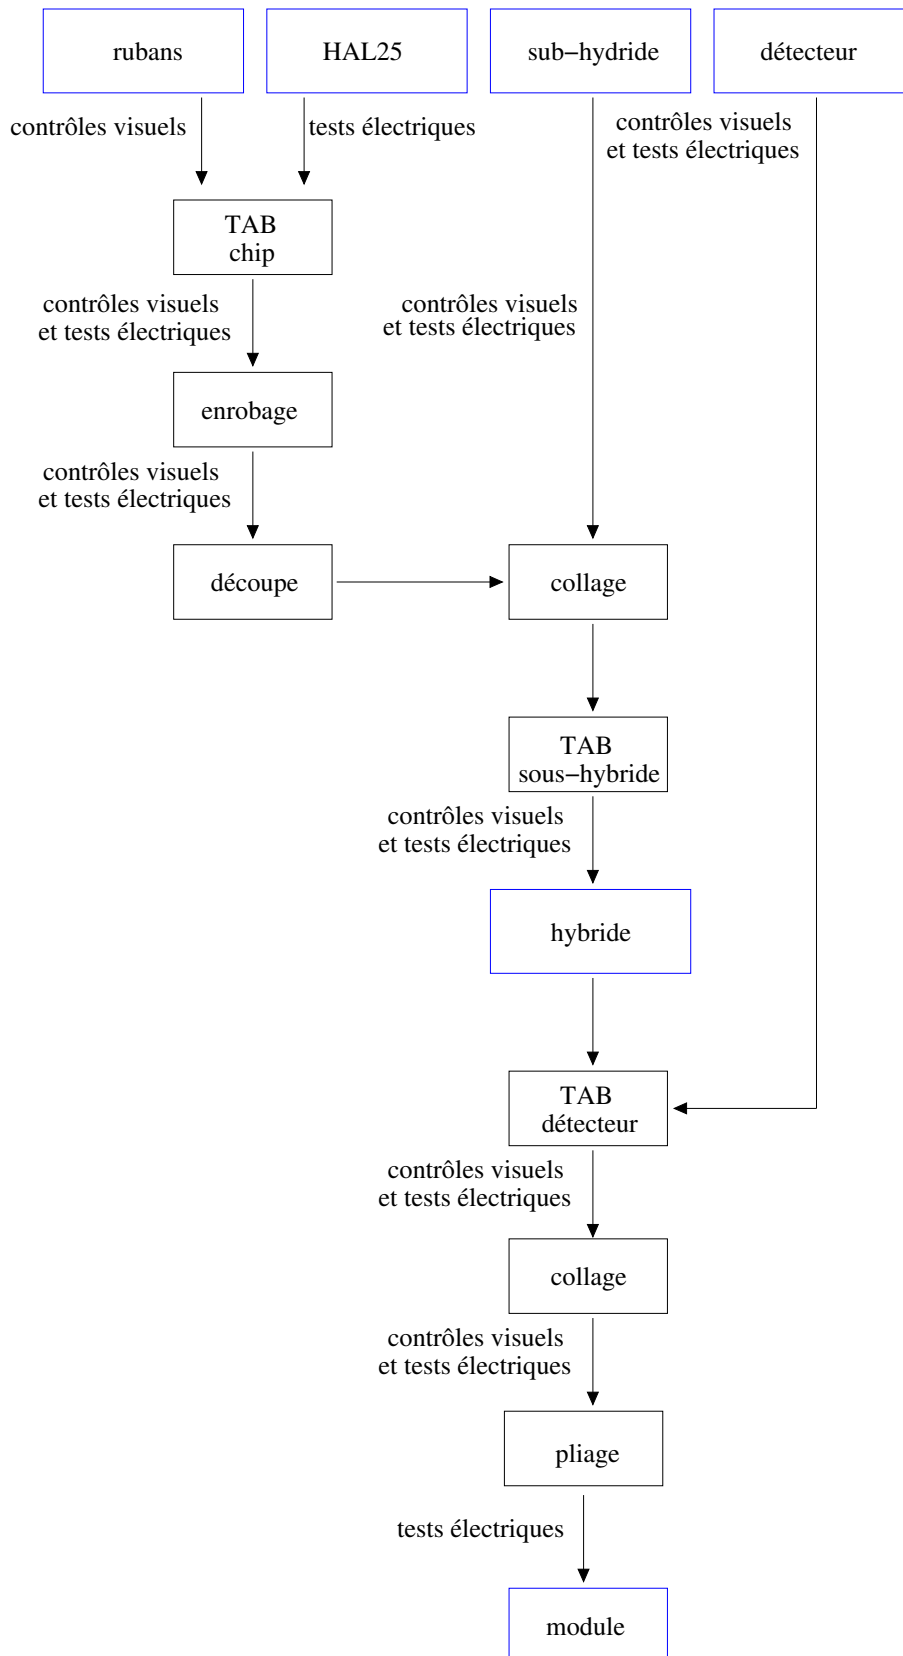 rubans
HAL25
sub−hydride
détecteur
contrôles visuels
tests électriques
contrôles visuels
et tests électriques
TAB
chip
contrôles visuels
et tests électriques
contrôles visuels
et tests électriques
enrobage
contrôles visuels
et tests électriques
découpe
collage
TAB
sous−hybride
contrôles visuels
et tests électriques
hybride
TAB
détecteur
contrôles visuels
et tests électriques
collage
contrôles visuels
et tests électriques
pliage
tests électriques
module